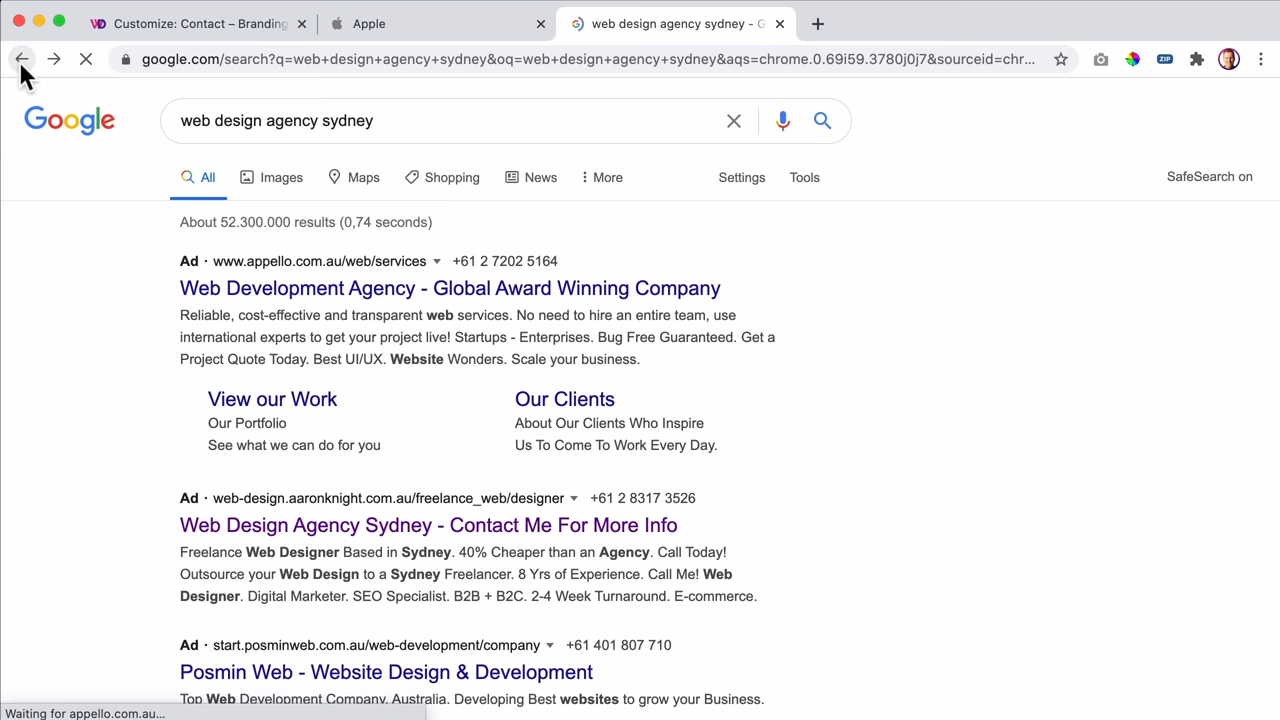 Customize: Contact – Branding
Apple
web design agency sydney - G
google.com/search?q=web+design+agency+sydney&oq=web+design+agency+sydney&aqs=chrome.0.69i59.3780j0j7&sourceid=chr...
ZIP
Google
web design agency sydney
All Images Maps Shopping News More Settings Tools SafeSearch on
About 52.300.000 results (0,74 seconds)
Ad · www.appello.com.au/web/services +61 2 7202 5164
Web Development Agency - Global Award Winning Company
Reliable, cost-effective and transparent web services. No need to hire an entire team, use
international experts to get your project live! Startups - Enterprises. Bug Free Guaranteed. Get a
Project Quote Today. Best UI/UX. Website Wonders. Scale your business.
View our Work
Our Portfolio
See what we can do for you
Our Clients
About Our Clients Who Inspire
Us To Come To Work Every Day.
Ad · web-design.aaronknight.com.au/freelance_web/designer +61 2 8317 3526
Web Design Agency Sydney - Contact Me For More Info
Freelance Web Designer Based in Sydney. 40% Cheaper than an Agency. Call Today!
Outsource your Web Design to a Sydney Freelancer. 8 Yrs of Experience. Call Me! Web
Designer. Digital Marketer. SEO Specialist. B2B + B2C. 2-4 Week Turnaround. E-commerce.
Ad · start.posminweb.com.au/web-development/company +61 401 807 710
Posmin Web - Website Design & Development
Top Web Development Company, Australia. Developing Best websites to grow your Business.
Waiting for appello.com.au...